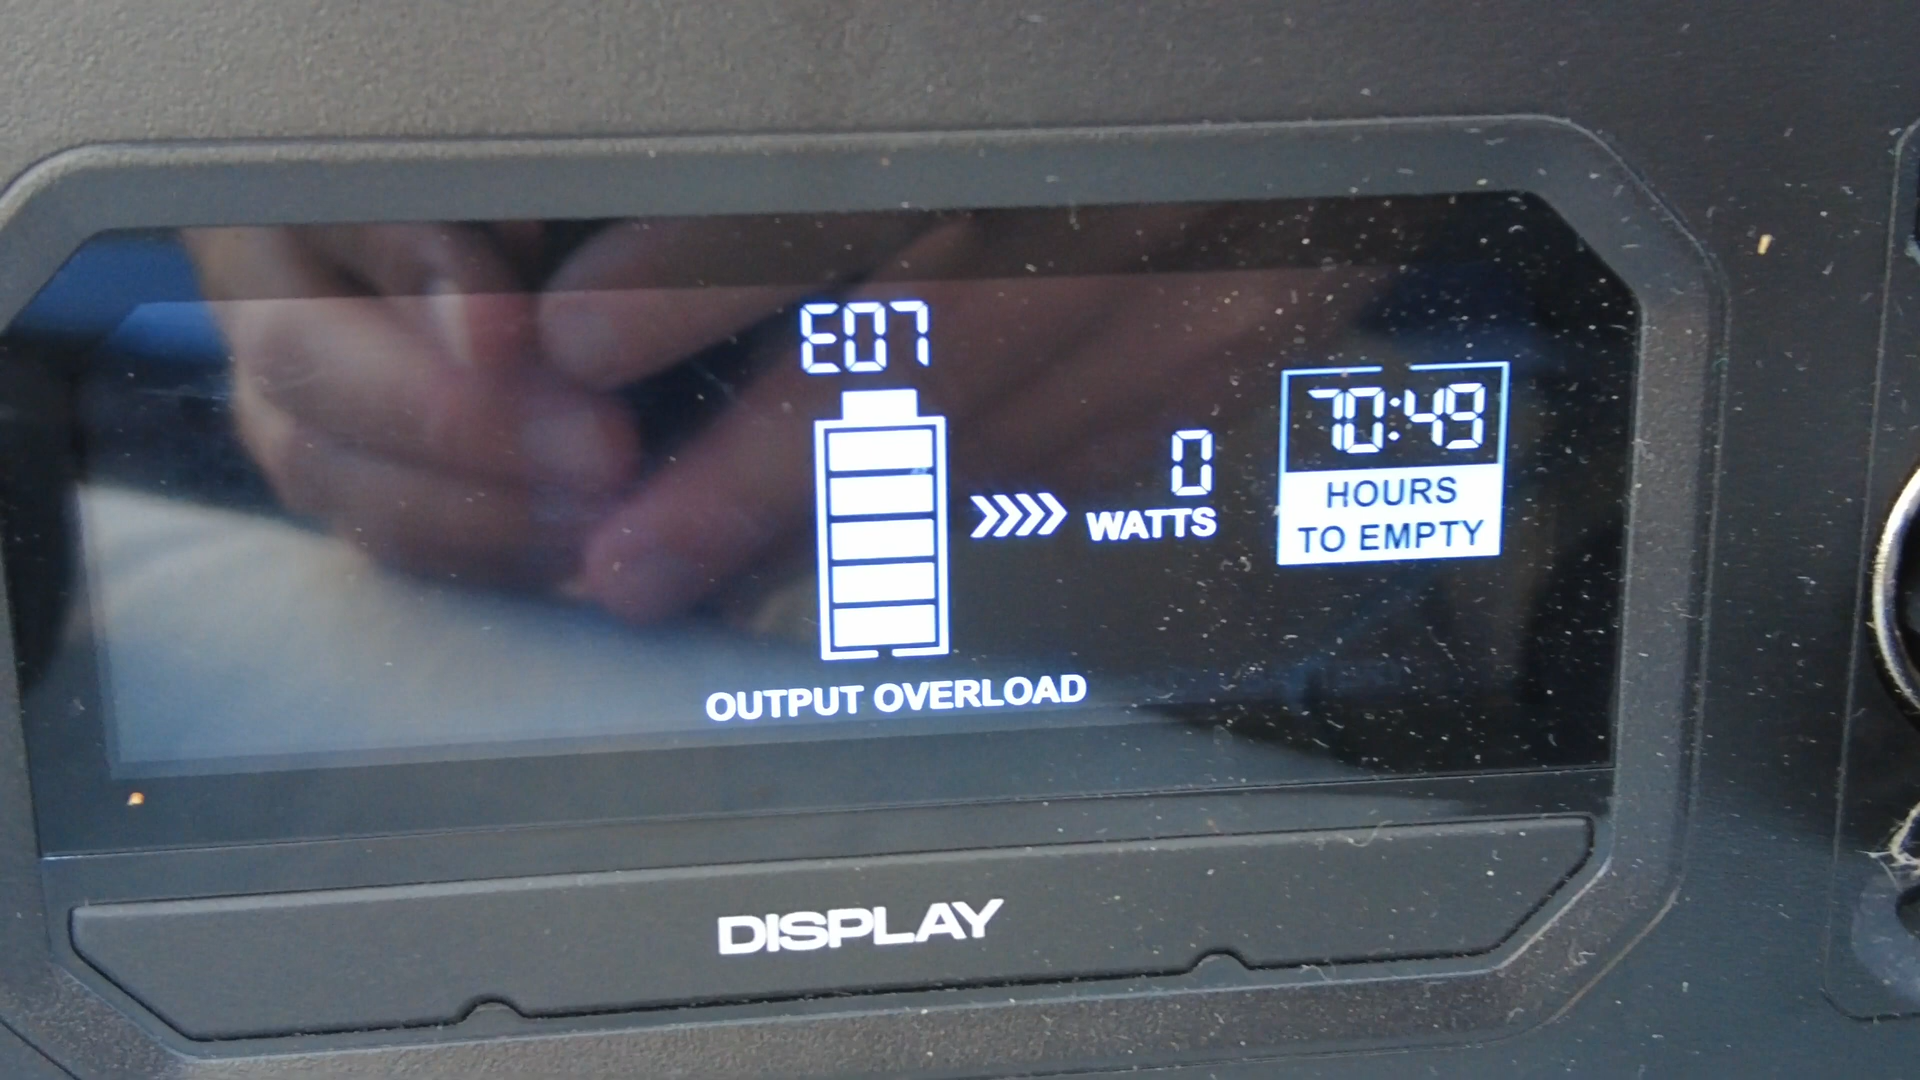 E07
0
WATTS
70:49
HOURS
TO EMPTY
OUTPUT OVERLOAD
DISPLAY